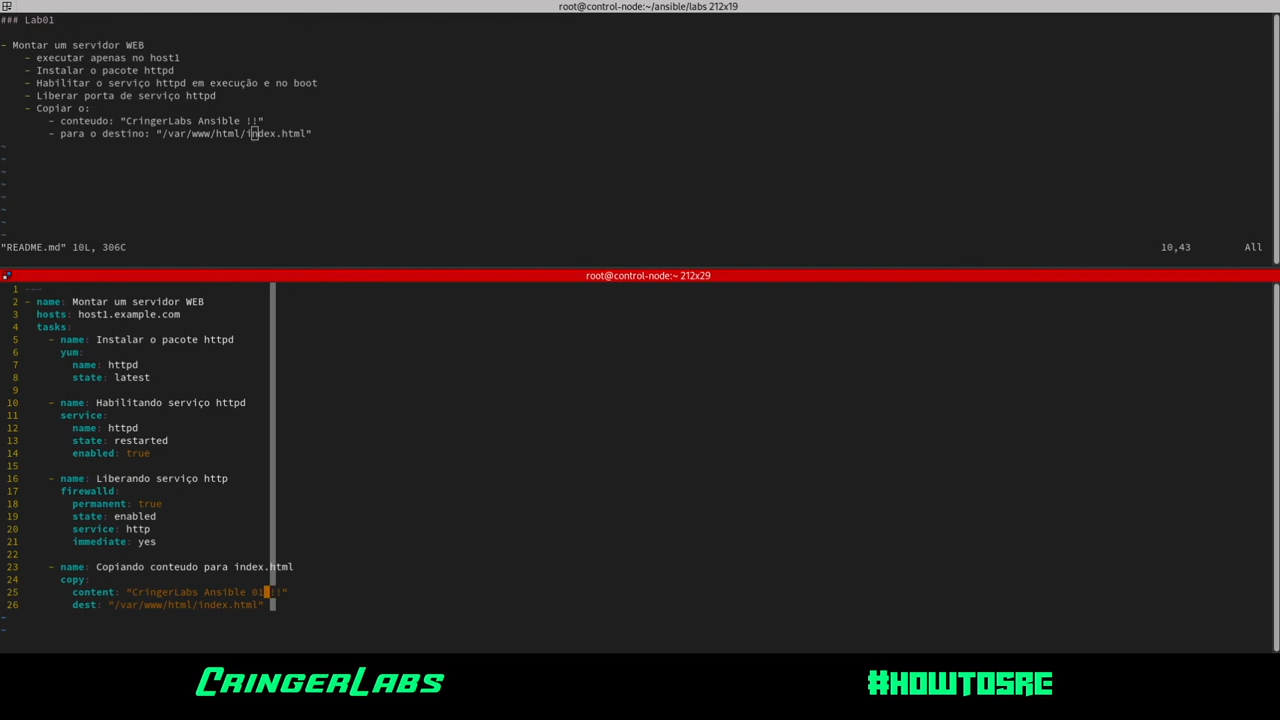 root@control-node:~/ansible/labs 212x19
### Lab01
- Montar um servidor WEB
- executar apenas no host1
- Instalar o pacote httpd
- Habilitar o serviço httpd em execução e no boot
- Liberar porta de serviço httpd
- Copiar o:
- conteudo: "CringerLabs Ansible !!"
- para o destino: "/var/www/html/index.html"
~
~
~
~
~
~
~
~
"README.md" 10L, 306C 10,43 All
root@control-node:~ 212x29
1 ---
2 - name: Montar um servidor WEB
3 hosts: host1.example.com
4 tasks:
5 - name: Instalar o pacote httpd
6 yum:
7 name: httpd
8 state: latest
9
10 - name: Habilitando serviço httpd
11 service:
12 name: httpd
13 state: restarted
14 enabled: true
15
16 - name: Liberando serviço http
17 firewalld:
18 permanent: true
19 state: enabled
20 service: http
21 immediate: yes
22
23 - name: Copiando conteudo para index.html
24 copy:
25 content: "CringerLabs Ansible 01 !!"
26 dest: "/var/www/html/index.html"
~
~
CringerLabs #HOWTOSRE